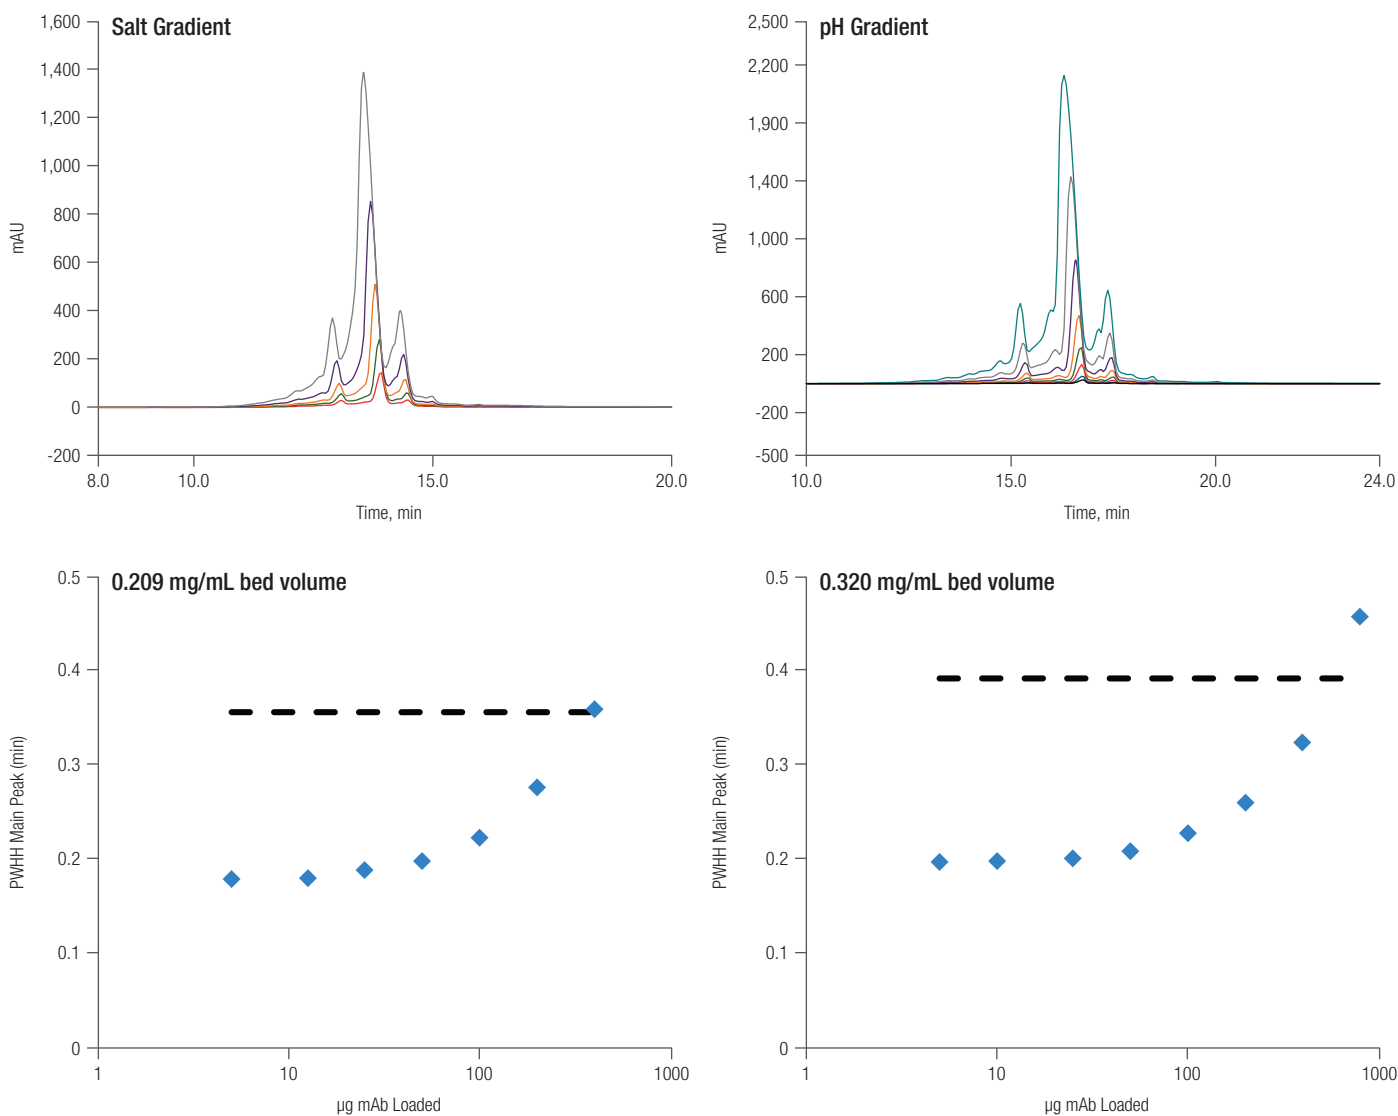 Salt Gradient
1,600
1,400
1,200
1,000
800
600
400
200
0
-200
mAU
8.0 10.0 15.0 20.0
Time, min
pH Gradient
2,500
2,200
1,900
1,400
1,000
600
200
-200
-500
mAU
10.0 15.0 20.0 24.0
Time, min
0.209 mg/mL bed volume
0.5
0.4
0.3
0.2
0.1
0
PWHH Main Peak (min)
1 10 100 1000
µg mAb Loaded
0.320 mg/mL bed volume
0.5
0.4
0.3
0.2
0.1
0
PWHH Main Peak (min)
1 10 100 1000
µg mAb Loaded